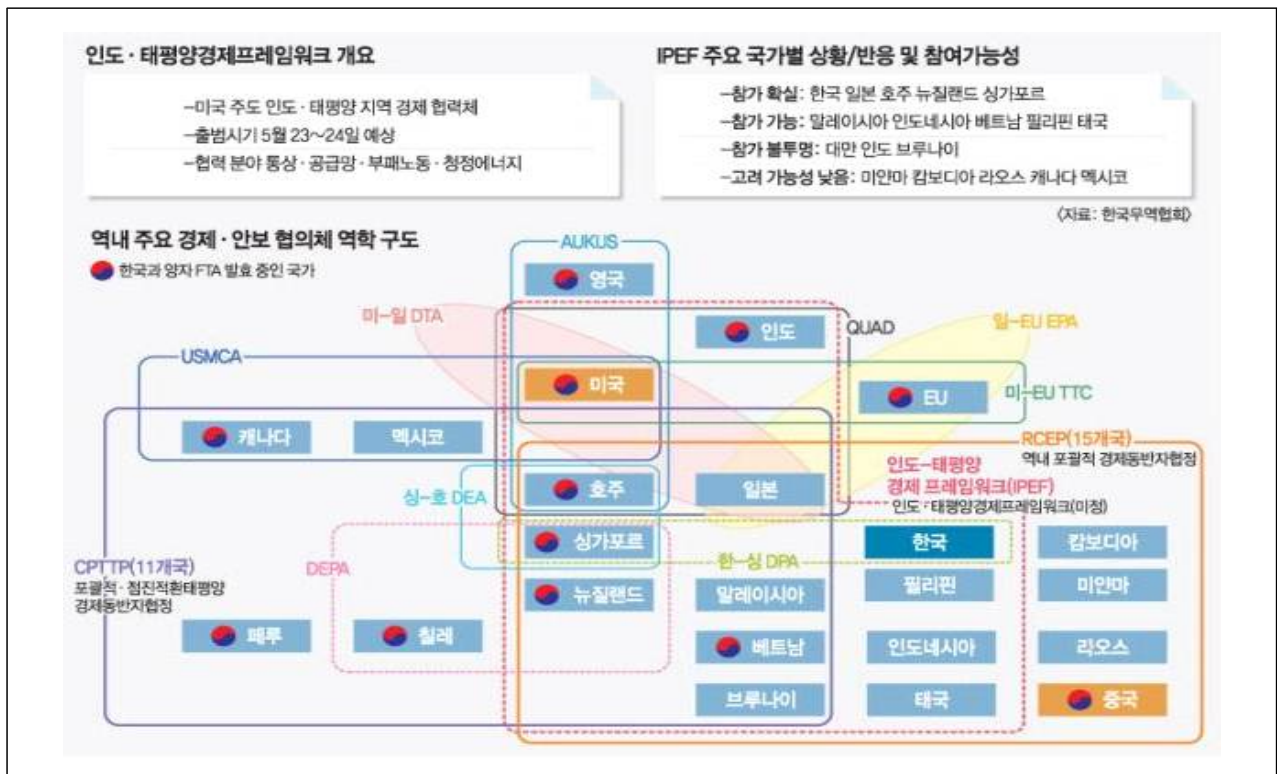 인도·태평양경제프레임워크 개요
-미국 주도 인도·태평양 지역 경제 협력체
-출범시기 5월 23~24일 예상
-협력 분야 통상·공급망·부패노동·청정에너지
IPEF 주요 국가별 상황/반응 및 참여가능성
-참가 확실: 한국 일본 호주 뉴질랜드 싱가포르
-참가 가능: 말레이시아 인도네시아 베트남 필리핀 태국
-참가 불투명: 대만 인도 브루나이
-고려 가능성 낮음: 미얀마 캄보디아 라오스 캐나다 멕시코
〈자료: 한국무역협회〉
역내 주요 경제·안보 협의체 역학 구도
한국과 양자 FTA 발효 중인 국가
AUKUS
영국
미-일 DTA
인도
QUAD
일-EU EPA
USMCA
미국
EU
미-EU TTC
캐나다
멕시코
RCEP(15개국)
역내 포괄적 경제동반자협정
인도-태평양
경제 프레임워크(IPEF)
인도·태평양경제프레임워크(미정)
싱-호 DEA
호주
일본
싱가포르
한-싱 DPA
한국
캄보디아
CPTTP(11개국)
포괄적·점진적환태평양
경제동반자협정
DEPA
뉴질랜드
말레이시아
필리핀
미얀마
페루
칠레
베트남
인도네시아
라오스
브루나이
태국
중국